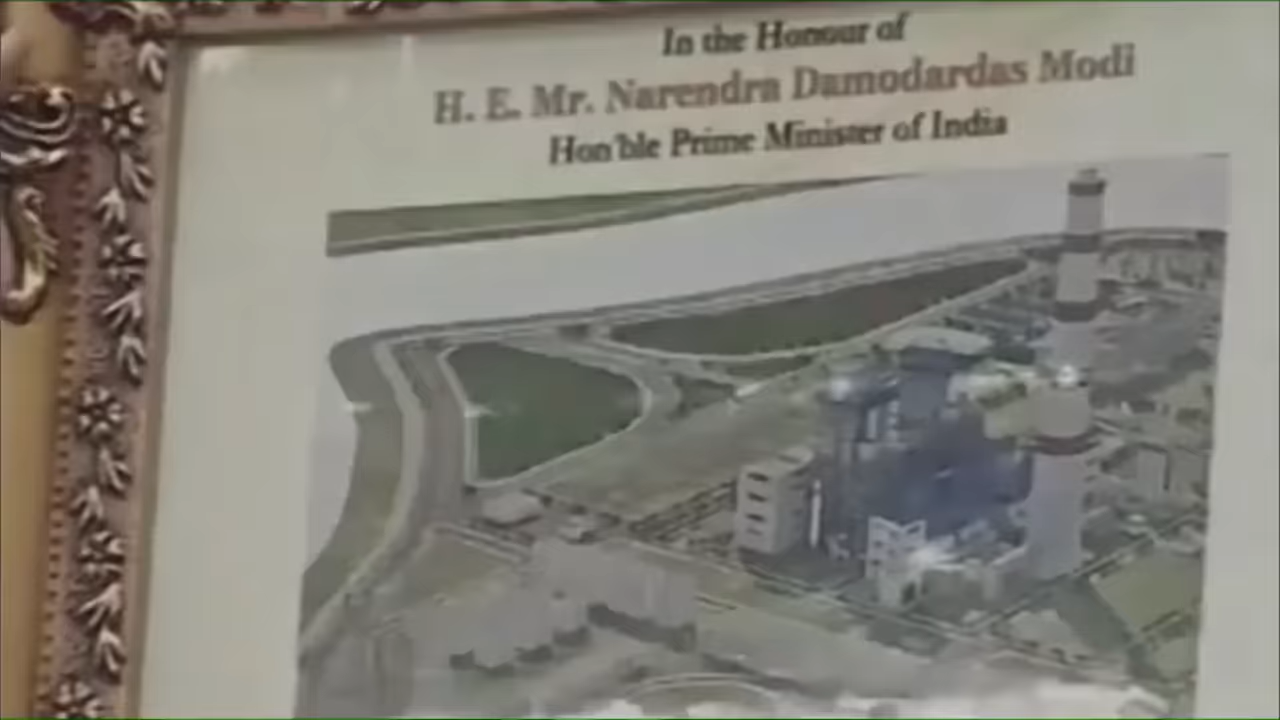 In the Honour of
H. E. Mr. Narendra Damodardas Modi
Hon'ble Prime Minister of India